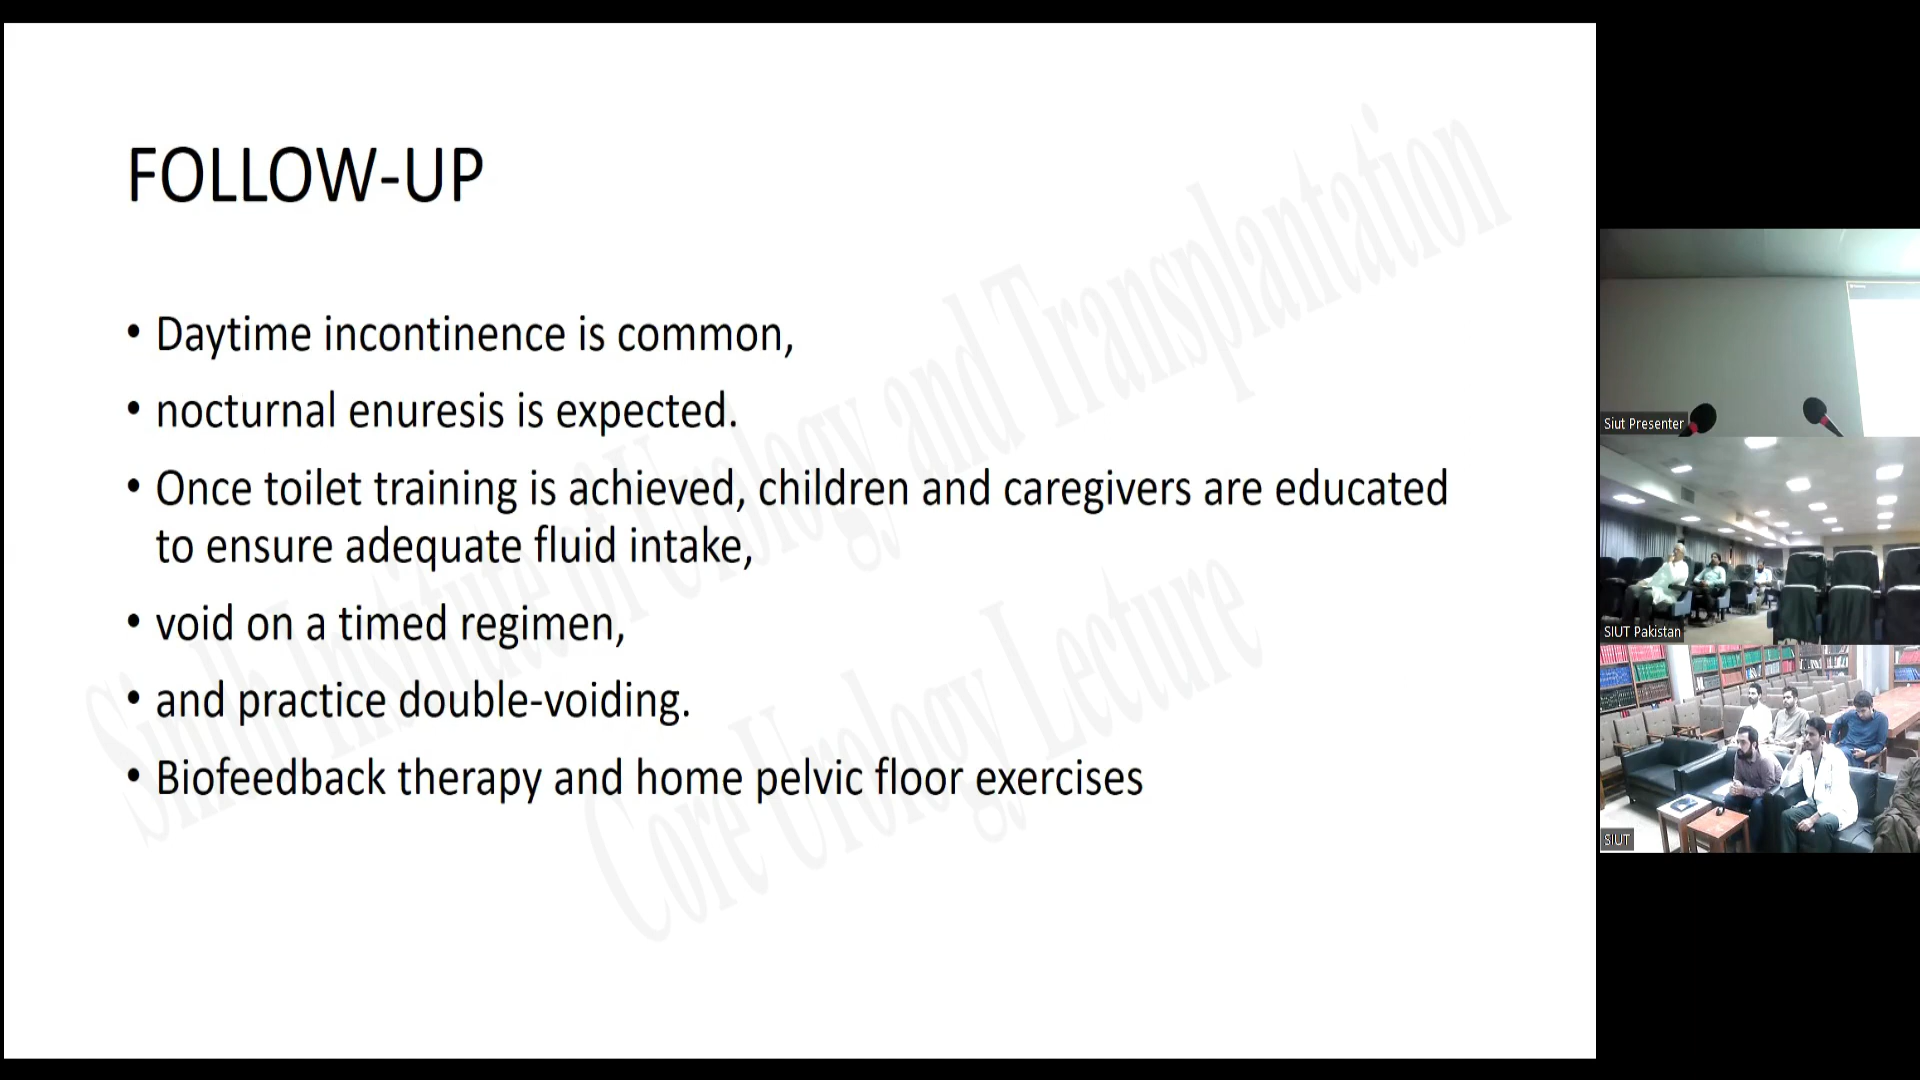 FOLLOW-UP
• Daytime incontinence is common,
• nocturnal enuresis is expected.
• Once toilet training is achieved, children and caregivers are educated
to ensure adequate fluid intake,
• void on a timed regimen,
• and practice double-voiding.
• Biofeedback therapy and home pelvic floor exercises
Sindh Institute of Urology and Transplantation
Core Urology Lecture
Siut Presenter
SIUT Pakistan
SIUT